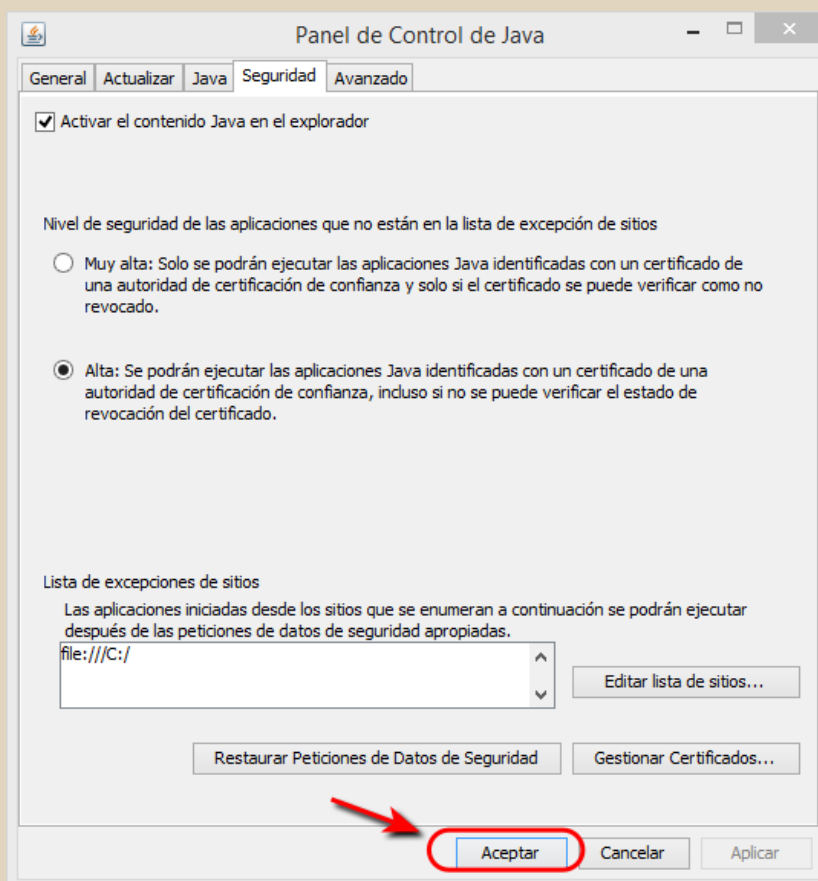 Panel de Control de Java
General Actualizar Java Seguridad Avanzado
Activar el contenido Java en el explorador
Nivel de seguridad de las aplicaciones que no están en la lista de excepción de sitios
Muy alta: Solo se podrán ejecutar las aplicaciones Java identificadas con un certificado de
una autoridad de certificación de confianza y solo si el certificado se puede verificar como no
revocado.
Alta: Se podrán ejecutar las aplicaciones Java identificadas con un certificado de una
autoridad de certificación de confianza, incluso si no se puede verificar el estado de
revocación del certificado.
Lista de excepciones de sitios
Las aplicaciones iniciadas desde los sitios que se enumeran a continuación se podrán ejecutar
después de las peticiones de datos de seguridad apropiadas.
file:///C:/
Editar lista de sitios...
Restaurar Peticiones de Datos de Seguridad Gestionar Certificados...
Aceptar Cancelar Aplicar